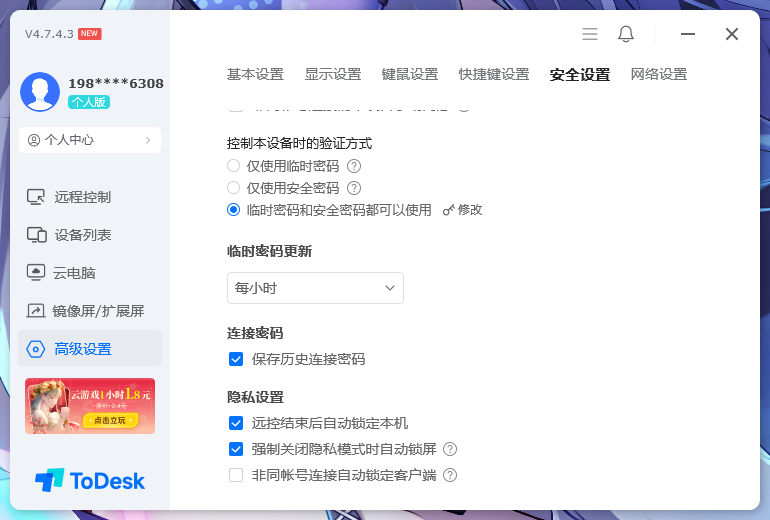 V4.7.4.3 NEW
198****6308
个人版
个人中心
远程控制
设备列表
云电脑
镜像屏/扩展屏
高级设置
云游戏1小时1.8元
点击立玩
ToDesk
基本设置 显示设置 键鼠设置 快捷键设置 安全设置 网络设置
控制本设备时的验证方式
仅使用临时密码 ?
仅使用安全密码 ?
临时密码和安全密码都可以使用 修改
临时密码更新
每小时
连接密码
保存历史连接密码
隐私设置
远控结束后自动锁定本机
强制关闭隐私模式时自动锁屏 ?
非同帐号连接自动锁定客户端 ?